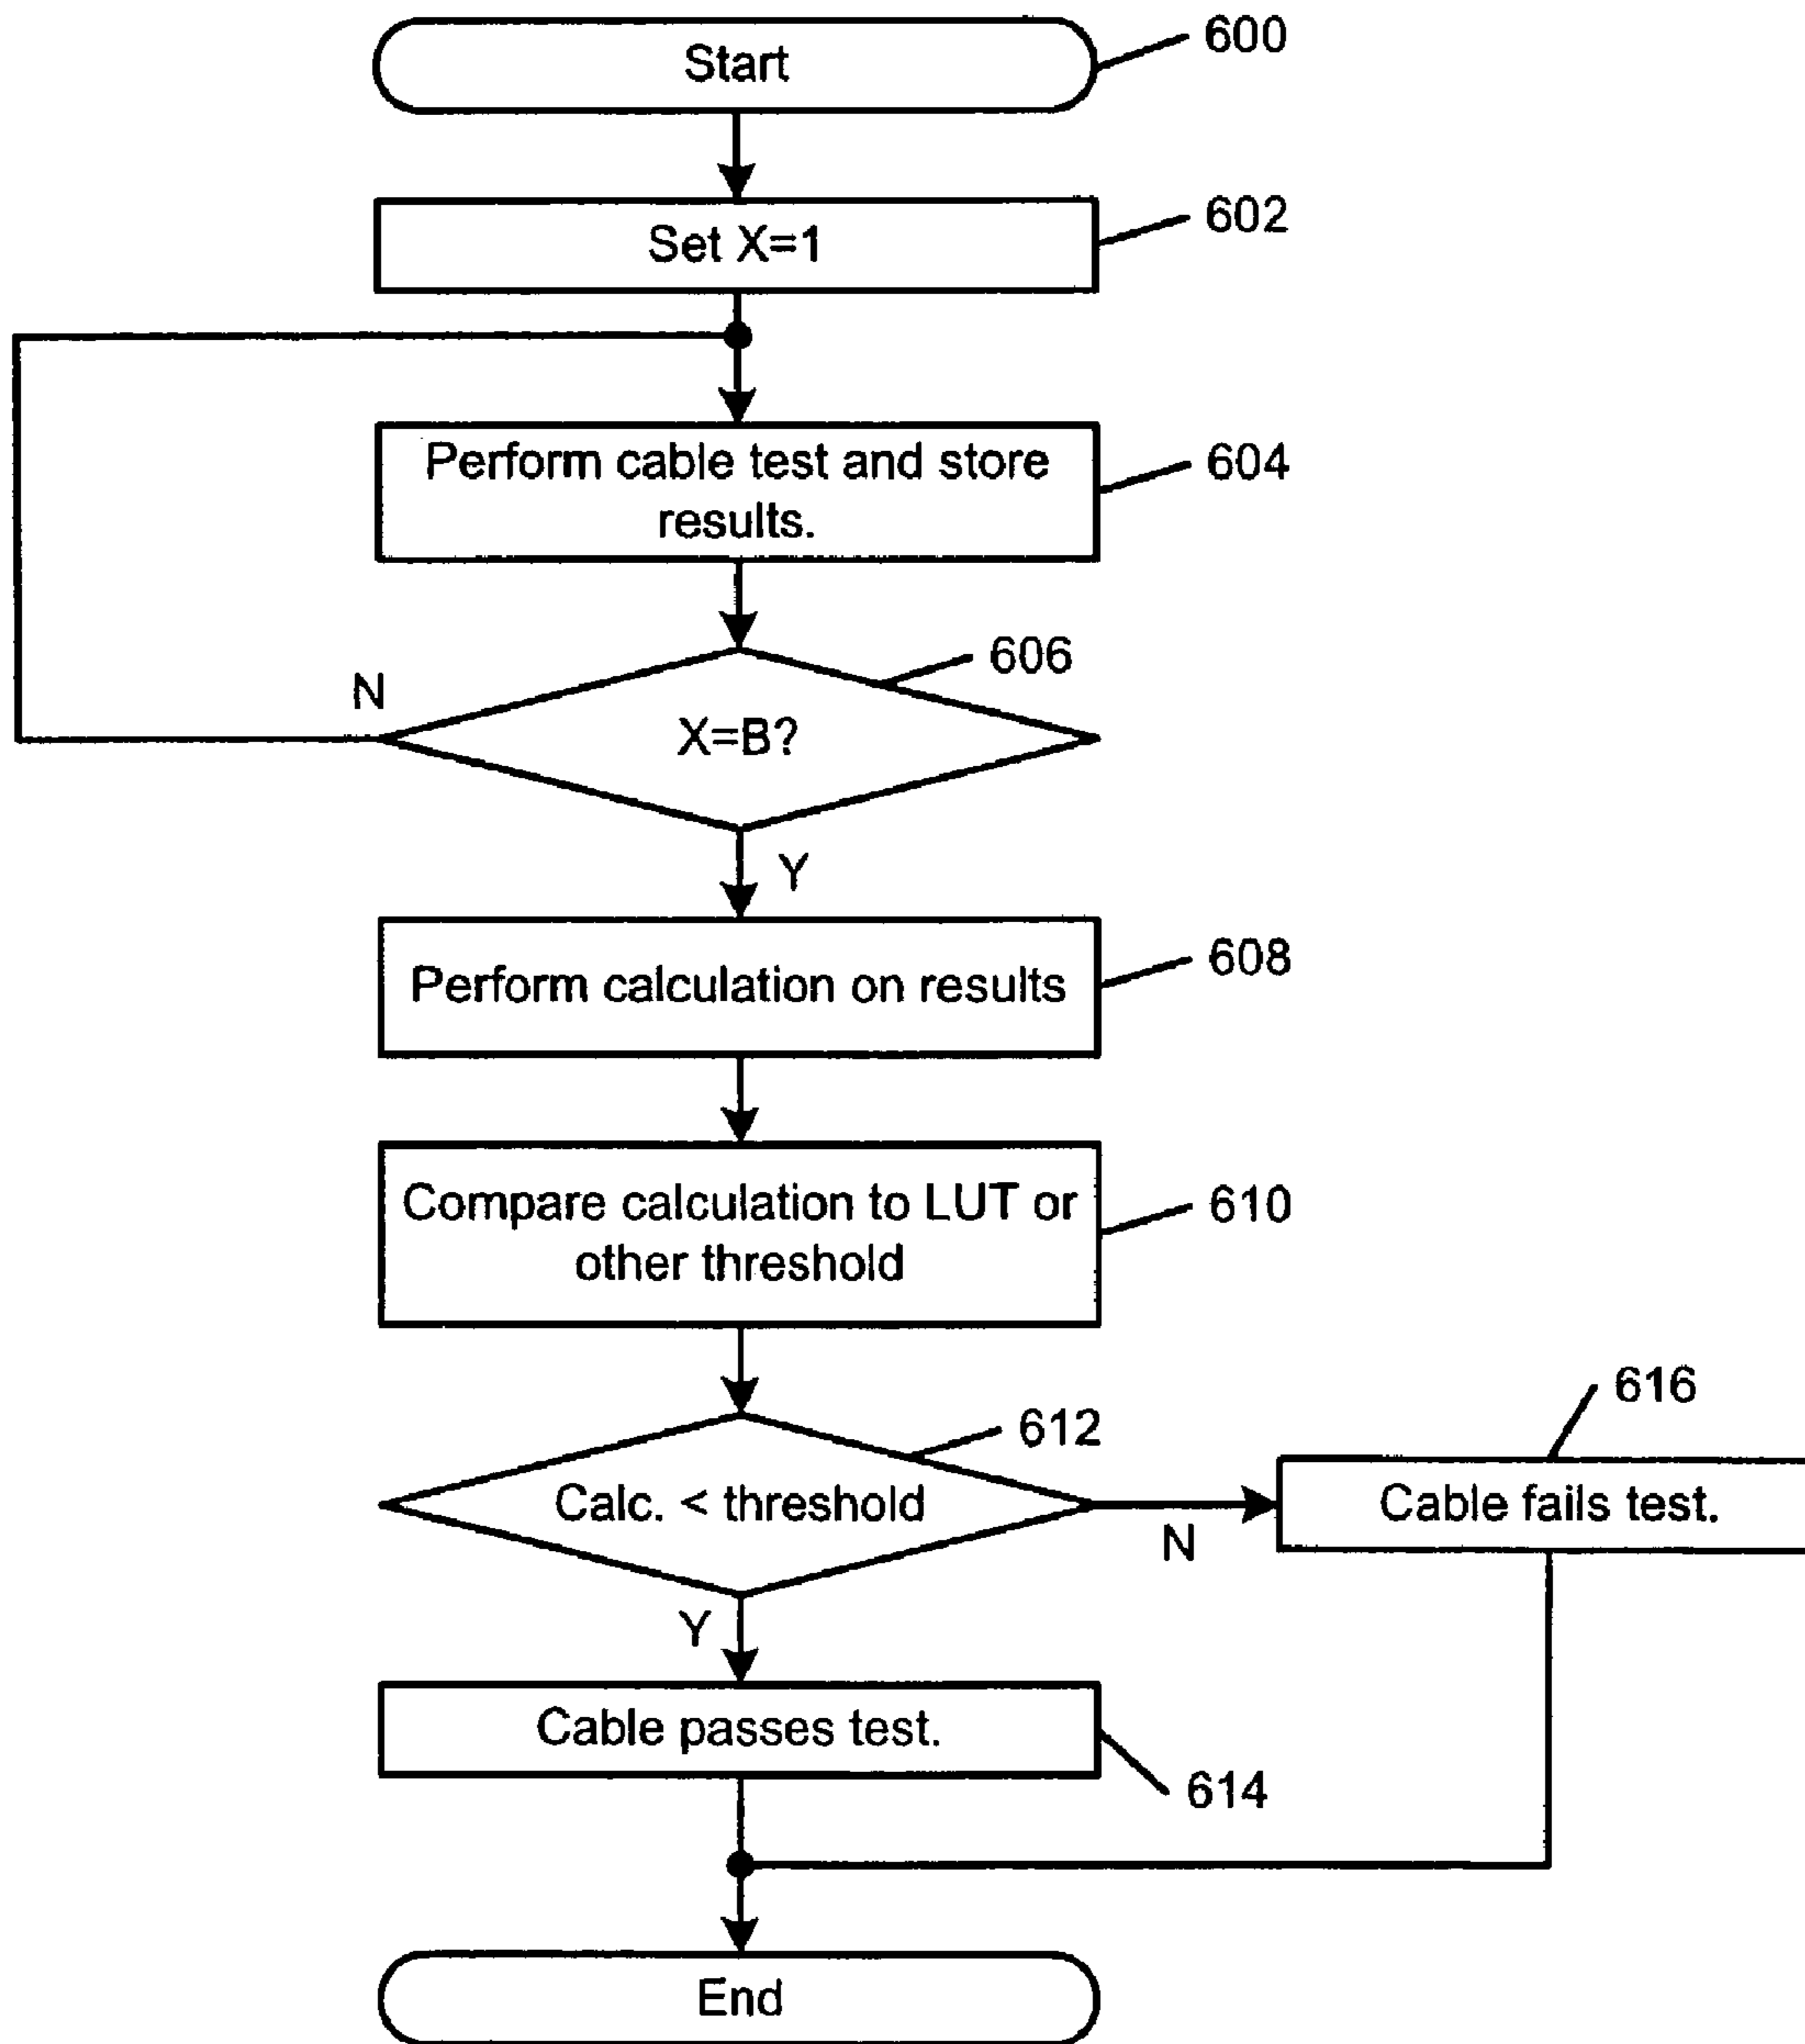 Start
600
Set X=1
602
Perform cable test and store
results.
604
606
N
X=B?
Y
Perform calculation on results
608
Compare calculation to LUT or
other threshold
610
612
616
Calc. < threshold
N
Cable fails test.
Y
Cable passes test.
614
End